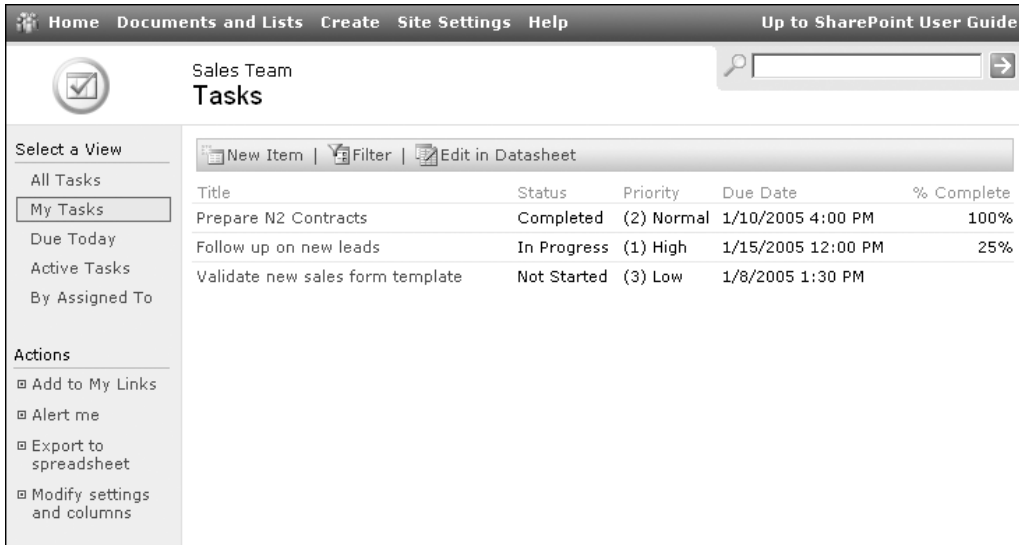 Home Documents and Lists Create Site Settings Help Up to SharePoint User Guide
Sales Team
Tasks
Select a View
All Tasks
My Tasks
Due Today
Active Tasks
By Assigned To
Actions
Add to My Links
Alert me
Export to
spreadsheet
Modify settings
and columns
New Item | Filter | Edit in Datasheet
Title Status Priority Due Date % Complete
Prepare N2 Contracts Completed (2) Normal 1/10/2005 4:00 PM 100%
Follow up on new leads In Progress (1) High 1/15/2005 12:00 PM 25%
Validate new sales form template Not Started (3) Low 1/8/2005 1:30 PM